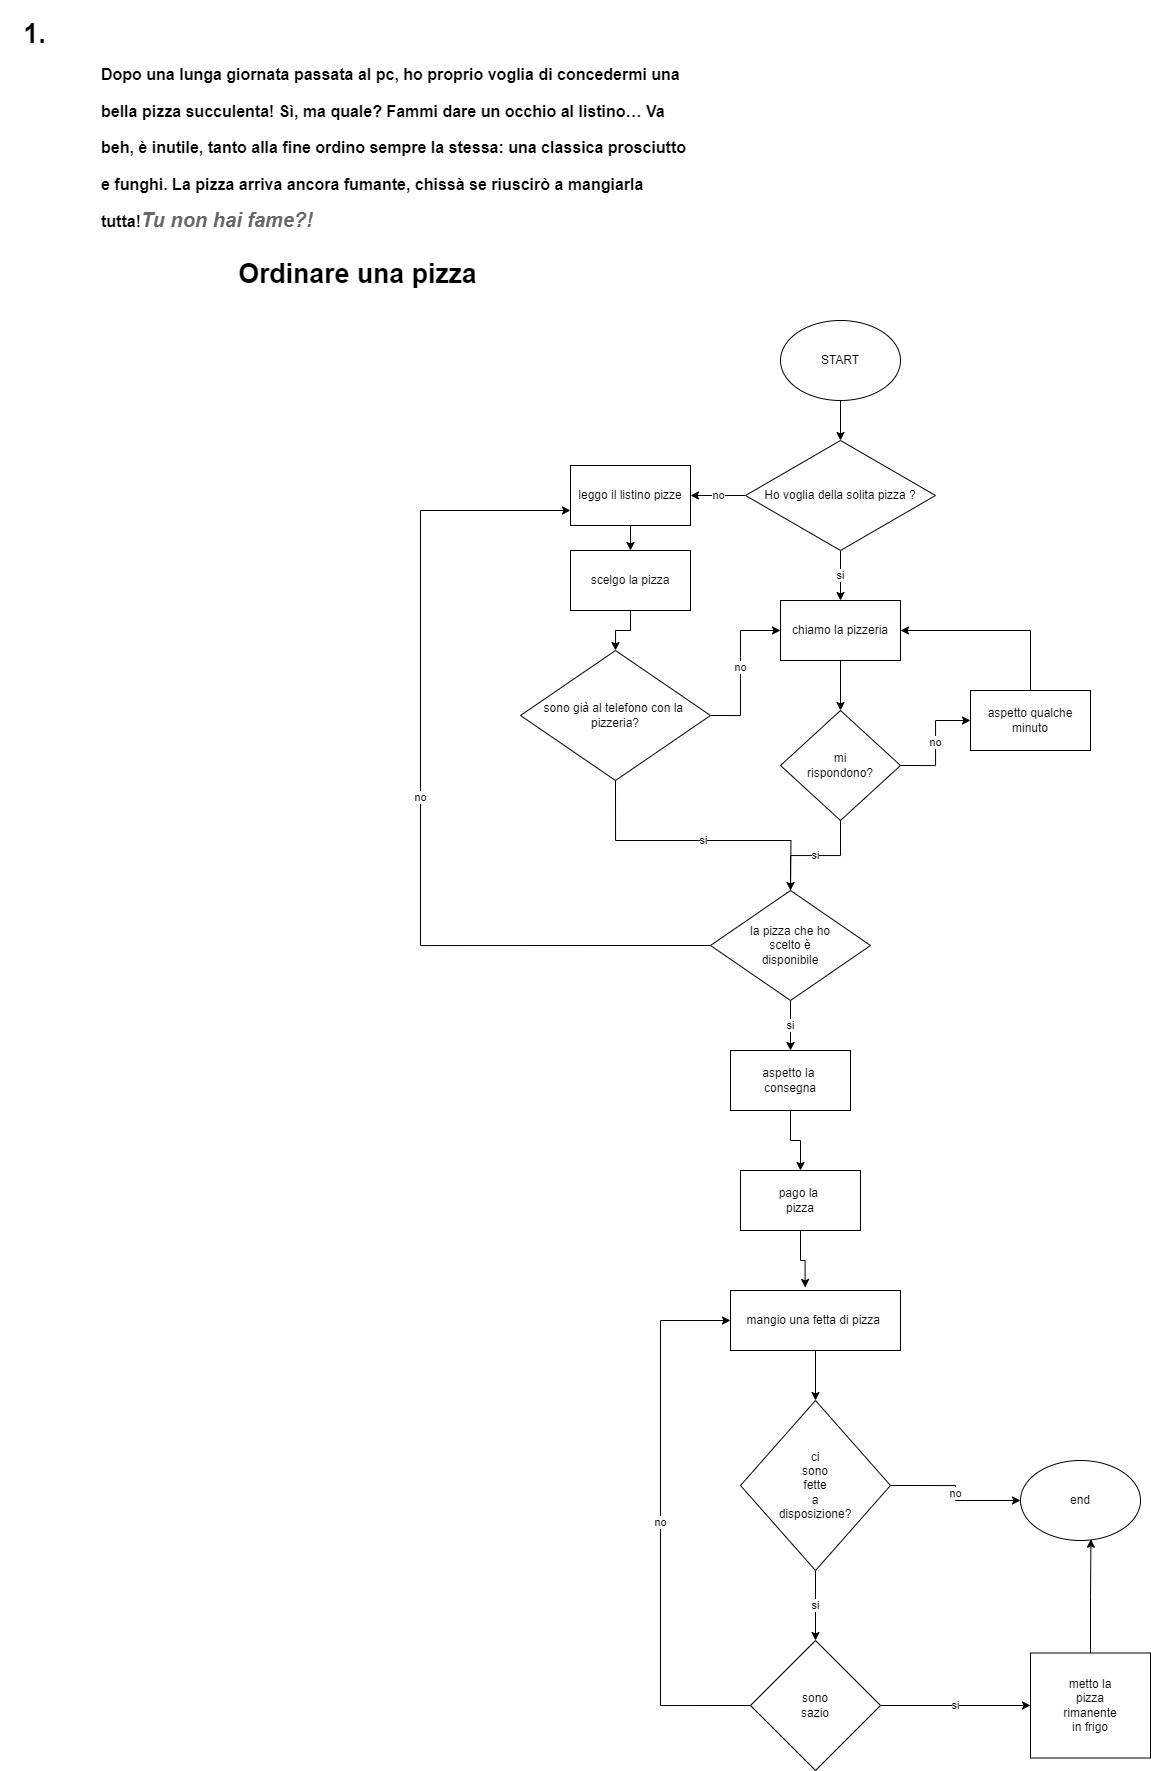 1.
Dopo una lunga giornata passata al pc, ho proprio voglia di concedermi una
bella pizza succulenta! Sì, ma quale? Fammi dare un occhio al listino... Va
beh, è inutile, tanto alla fine ordino sempre la stessa: una classica prosciutto
e funghi. La pizza arriva ancora fumante, chissà se riuscirò a mangiarla
tutta!Tu non hai fame?!
Ordinare una pizza
START
Ho voglia della solita pizza ?
no
leggo il listino pizze
scelgo la pizza
si
chiamo la pizzeria
sono già al telefono con la
pizzeria?
no
aspetto qualche
minuto
no
mi
rispondono?
no
si
si
la pizza che ho
scelto è
disponibile
si
aspetto la
consegna
pago la
pizza
mangio una fetta di pizza
ci
sono
fette
a
disposizione?
no
end
no
si
sono
sazio
si
metto la
pizza
rimanente
in frigo